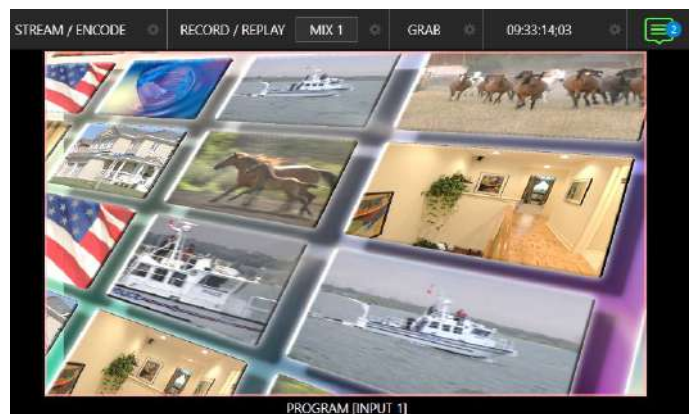 STREAM / ENCODE RECORD / REPLAY MIX 1 GRAB 09:33:14;03 2
PROGRAM [INPUT 1]